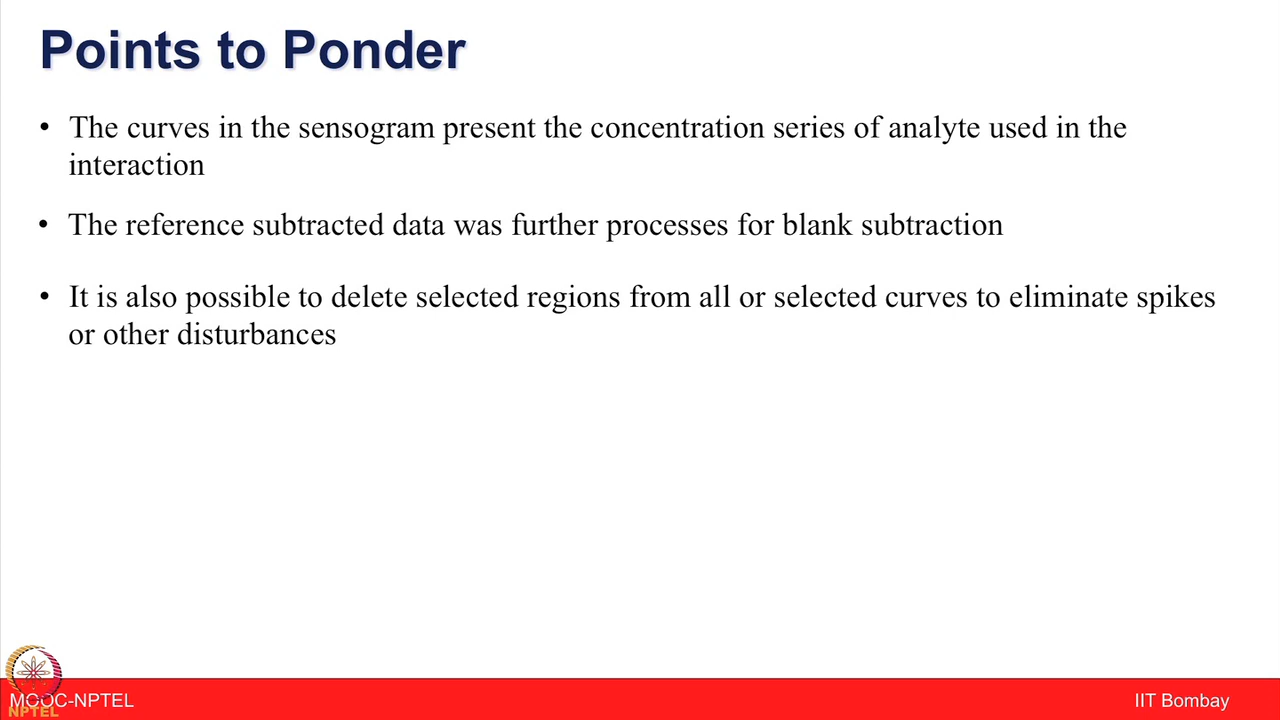 Points to Ponder
• The curves in the sensogram present the concentration series of analyte used in the
interaction
• The reference subtracted data was further processes for blank subtraction
• It is also possible to delete selected regions from all or selected curves to eliminate spikes
or other disturbances
MOOC-NPTEL
IIT Bombay
NPTEL